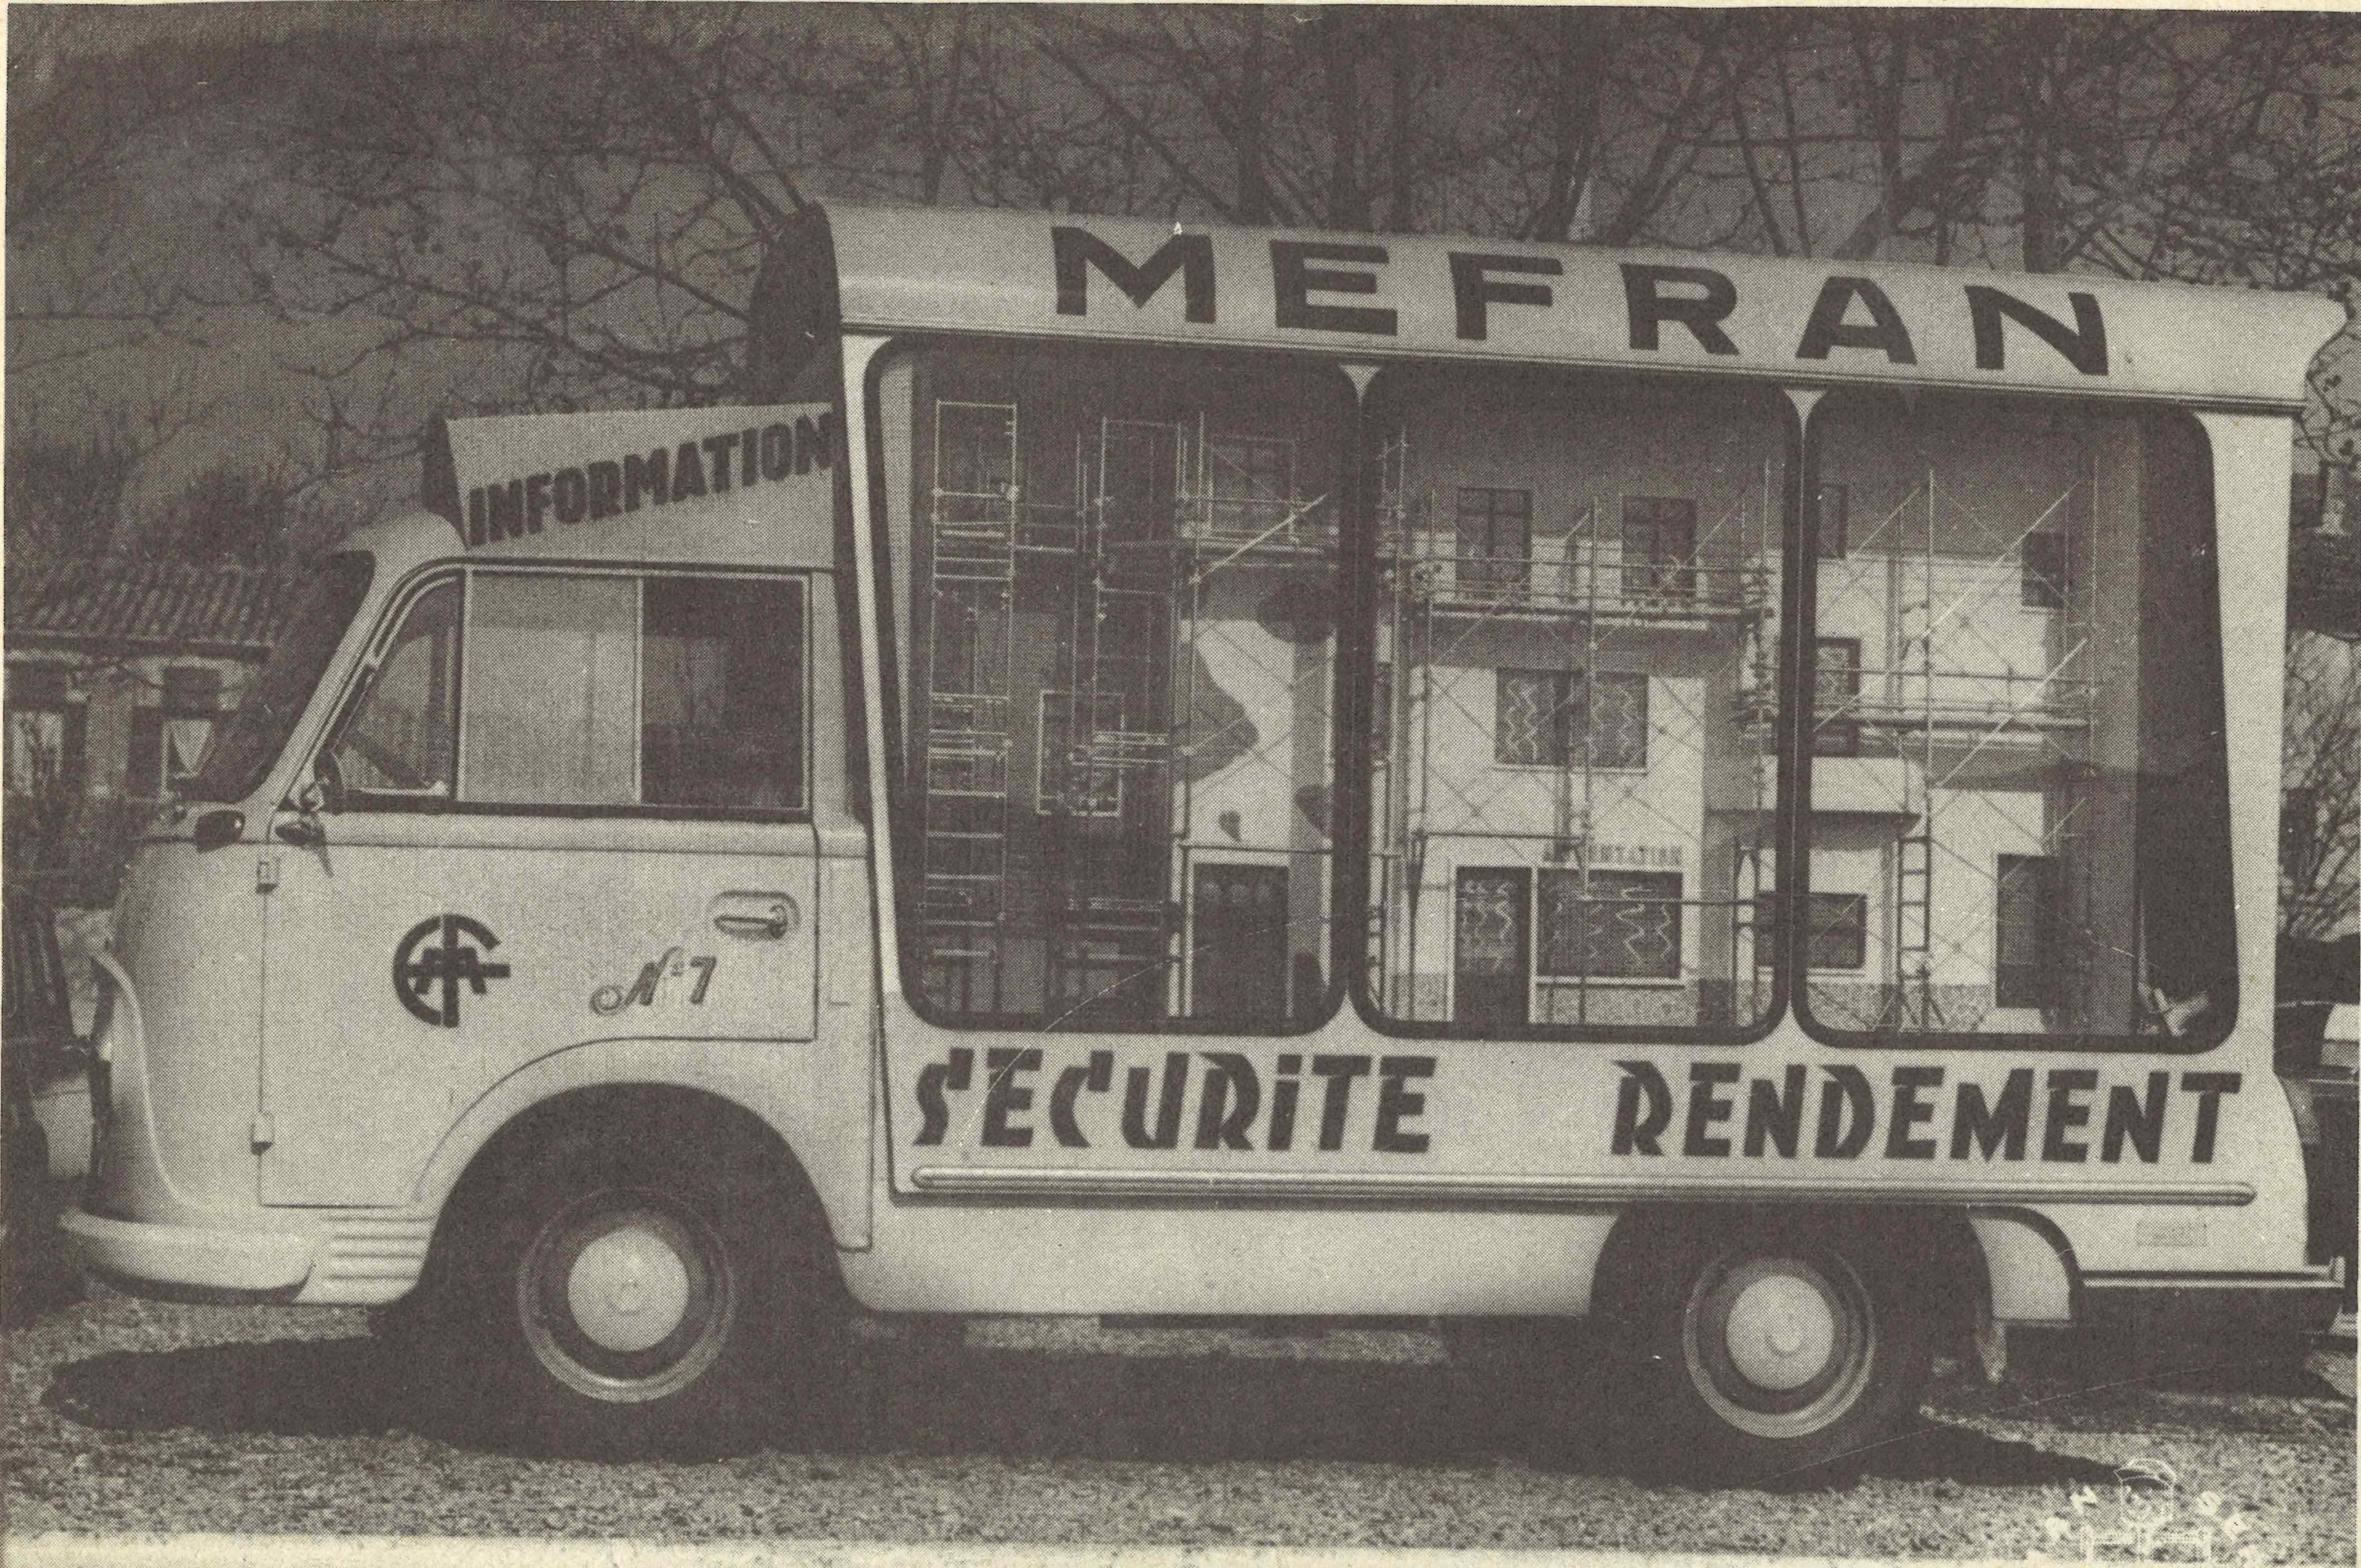 MEFRAN
INFORMATION
N° 7
SECURITE RENDEMENT